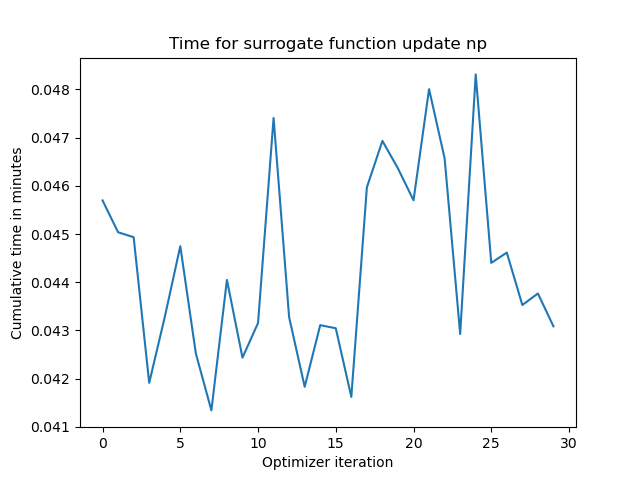 Time for surrogate function update np
Cumulative time in minutes
0.048
0.047
0.046
0.045
0.044
0.043
0.042
0.041
0 5 10 15 20 25 30
Optimizer iteration